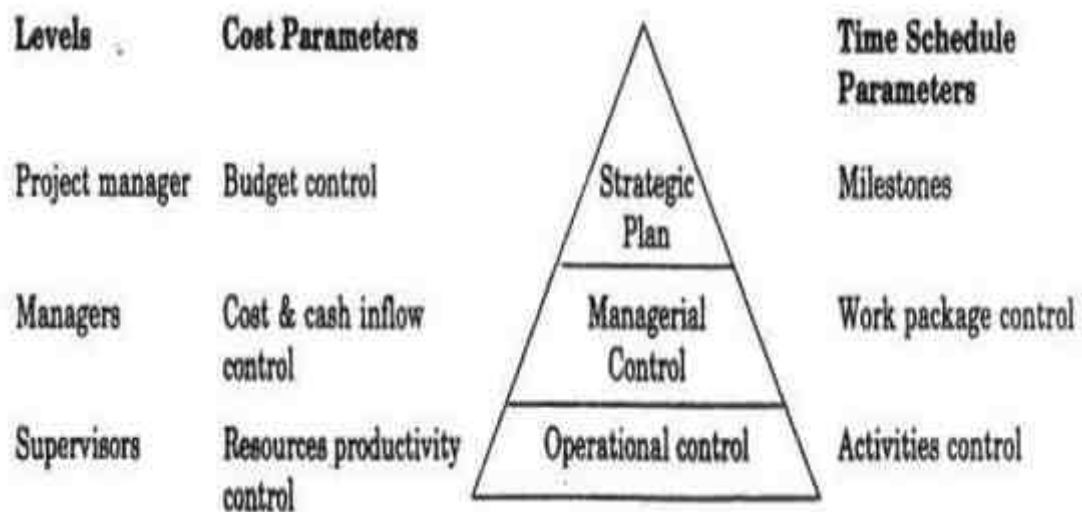 Levels Cost Parameters Time Schedule
Parameters
Project manager Budget control Strategic Milestones
Plan
Managers Cost & cash inflow Managerial Work package control
control Control
Supervisors Resources productivity Operational control Activities control
control